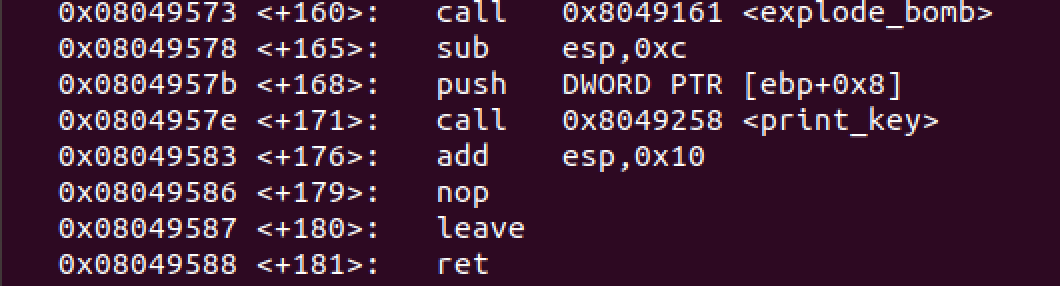 0x08049573 <+160>: call 0x8049161 <explode_bomb>
0x08049578 <+165>: sub esp,0xc
0x0804957b <+168>: push DWORD PTR [ebp+0x8]
0x0804957e <+171>: call 0x8049258 <print_key>
0x08049583 <+176>: add esp,0x10
0x08049586 <+179>: nop
0x08049587 <+180>: leave
0x08049588 <+181>: ret